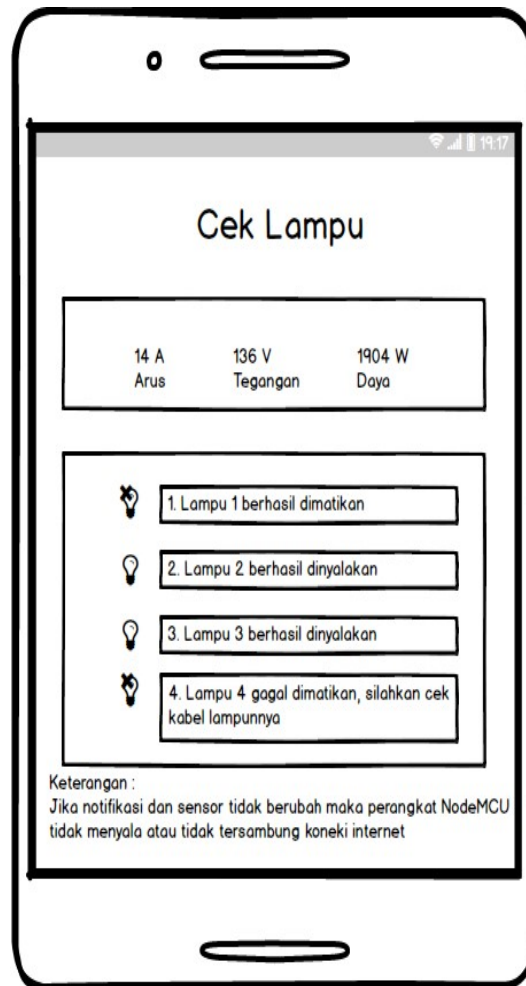 19:17
Cek Lampu
14 A 136 V 1904 W
Arus Tegangan Daya
1. Lampu 1 berhasil dimatikan
2. Lampu 2 berhasil dinyalakan
3. Lampu 3 berhasil dinyalakan
4. Lampu 4 gagal dimatikan, silahkan cek
kabel lampunnya
Keterangan :
Jika notifikasi dan sensor tidak berubah maka perangkat NodeMCU
tidak menyala atau tidak tersambung koneki internet